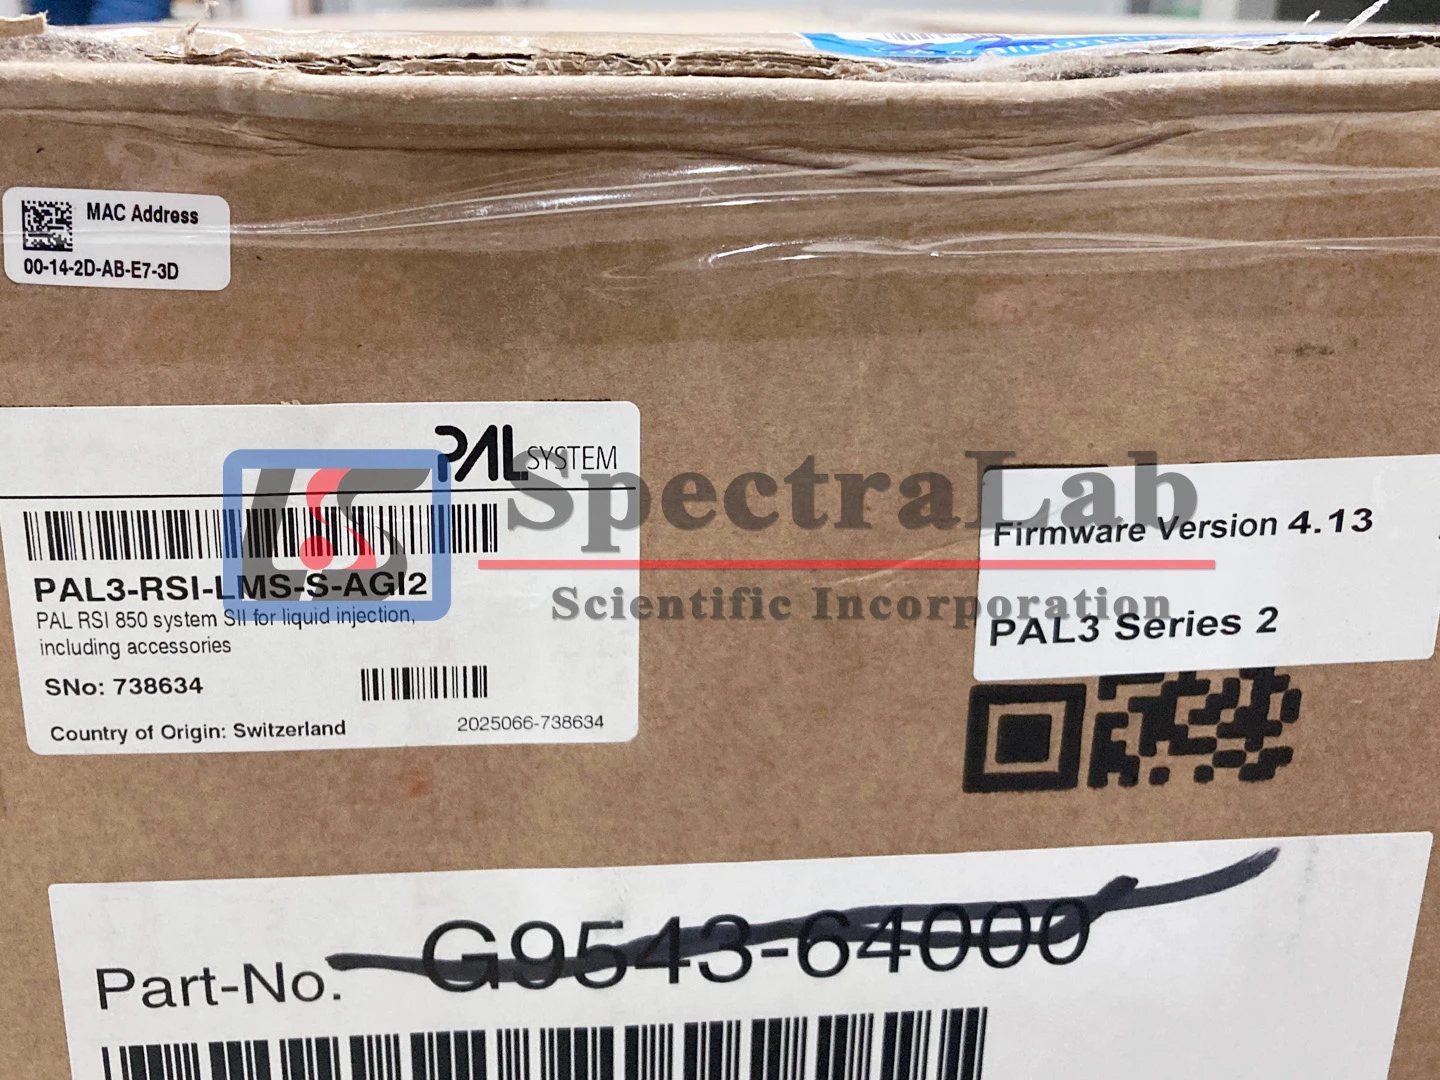 MAC Address
00-14-2D-AB-E7-3D
PAL SYSTEM
PAL3-RSI-LMS-S-AGI2
PAL RSI 850 system SII for liquid injection,
including accessories
SNo: 738634
Country of Origin: Switzerland
2025066-738634
SpectraLab
Scientific Incorporation
Firmware Version 4.13
PAL3 Series 2
Part-No. G9543-64000